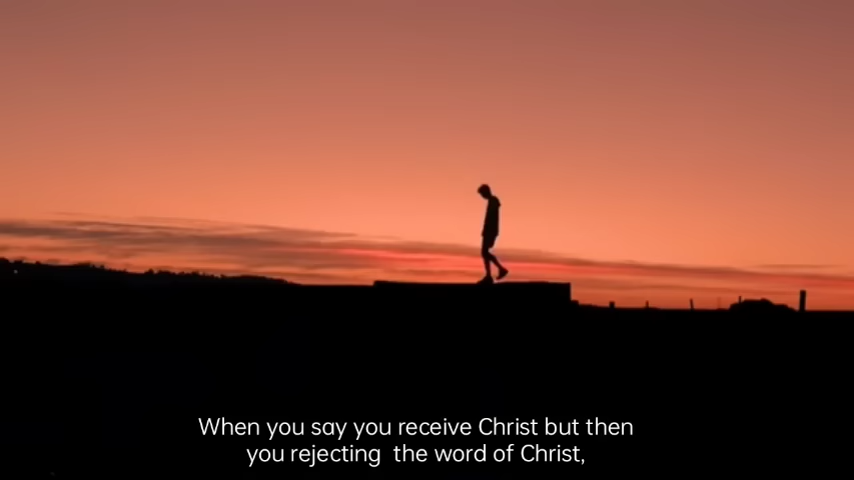 When you say you receive Christ but then
you rejecting  the word of Christ,